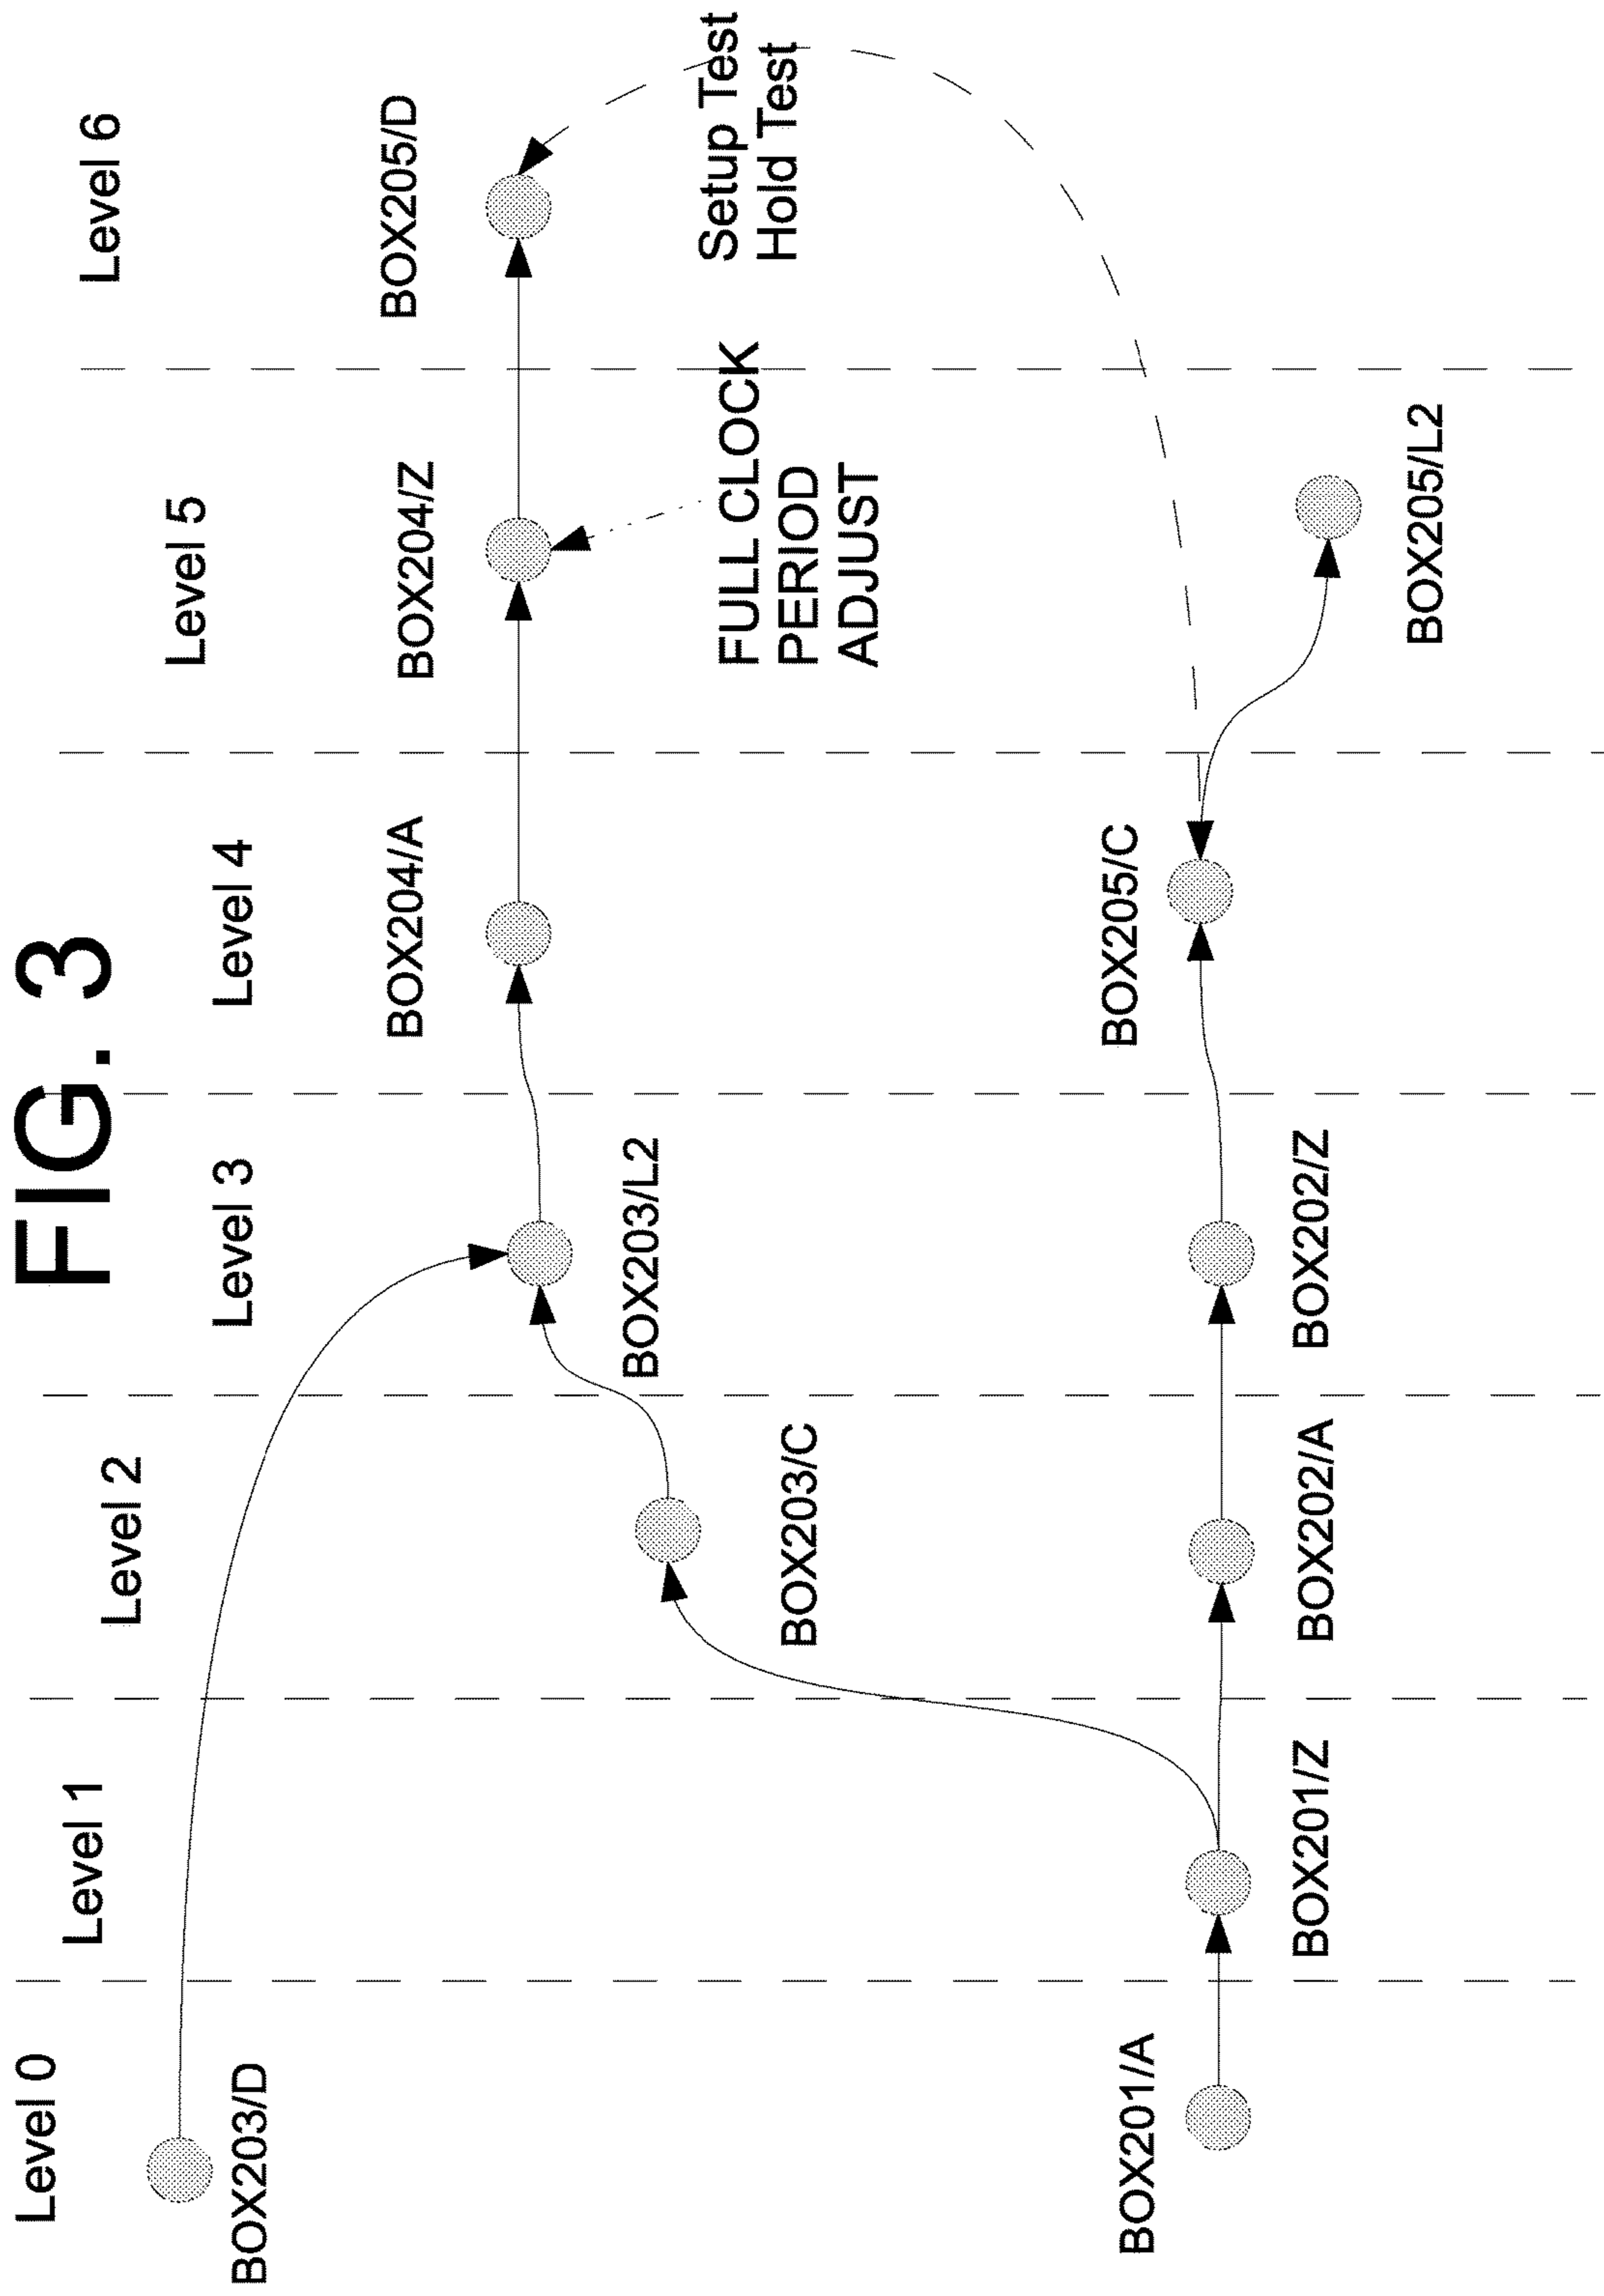 FIG. 3
Level 0
Level 1
Level 2
Level 3
Level 4
Level 5
Level 6
BOX203/D
BOX203/C
BOX203/L2
BOX204/A
BOX204/Z
BOX205/D
FULL CLOCK
PERIOD
ADJUST
Setup Test
Hold Test
BOX201/A
BOX201/Z
BOX202/A
BOX202/Z
BOX205/C
BOX205/L2